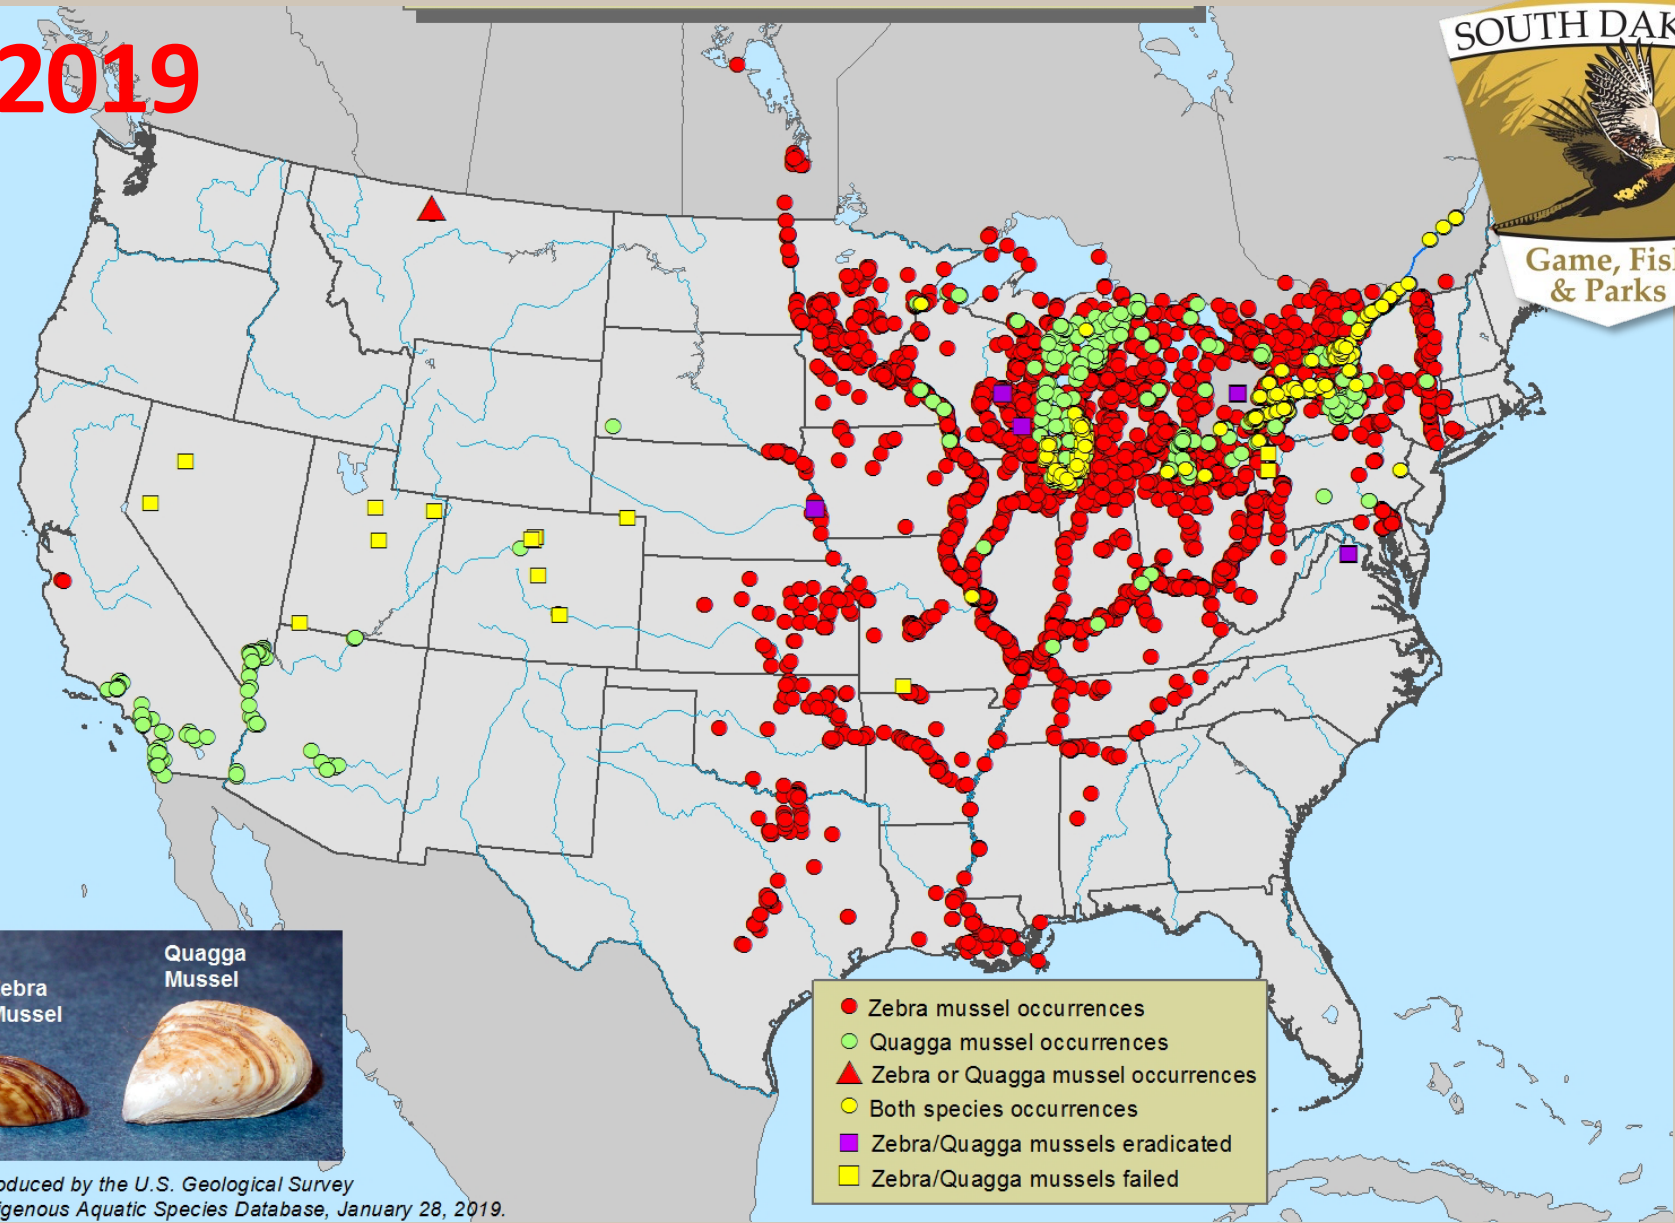 2019
SOUTH DAK
Game, Fis
& Parks
Quagga
Mussel
ebra
Mussel
Zebra mussel occurrences
Quagga mussel occurrences
Zebra or Quagga mussel occurrences
Both species occurrences
Zebra/Quagga mussels eradicated
Zebra/Quagga mussels failed
oduced by the U.S. Geological Survey
igenous Aquatic Species Database, January 28, 2019.